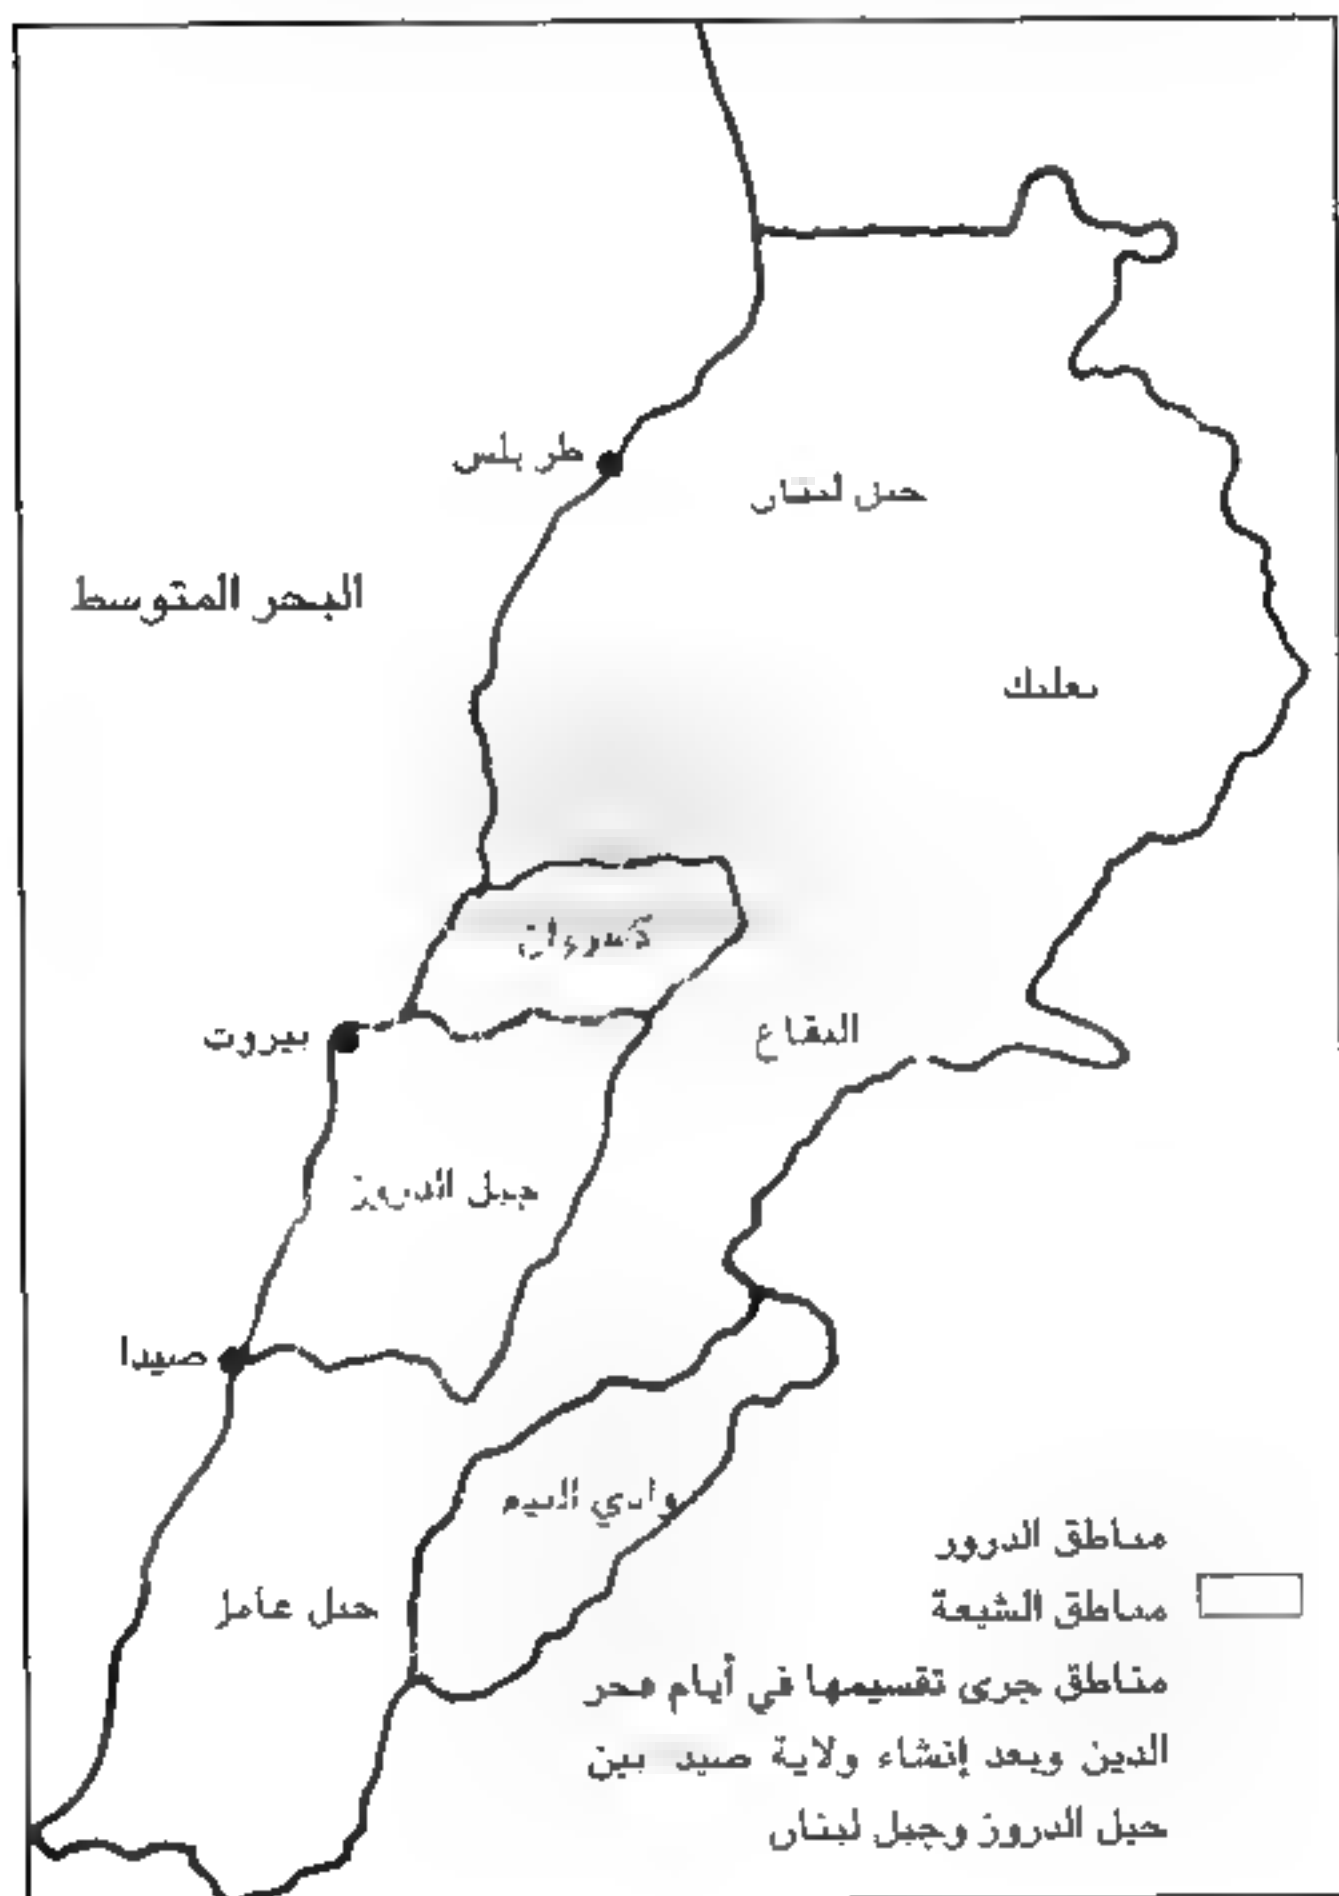 طرابلس
جبل لبنان
البحر المتوسط
بعلبك
كسروان
بيروت
البقاع
جبل الدروز
صيدا
وادي التيم
جبل عامل
مناطق الدروز
مناطق الشيعة
مناطق جرى تقسيمها في أيام فخر
الدين وبعد إنشاء ولاية صيدا بين
جبل الدروز وجبل لبنان